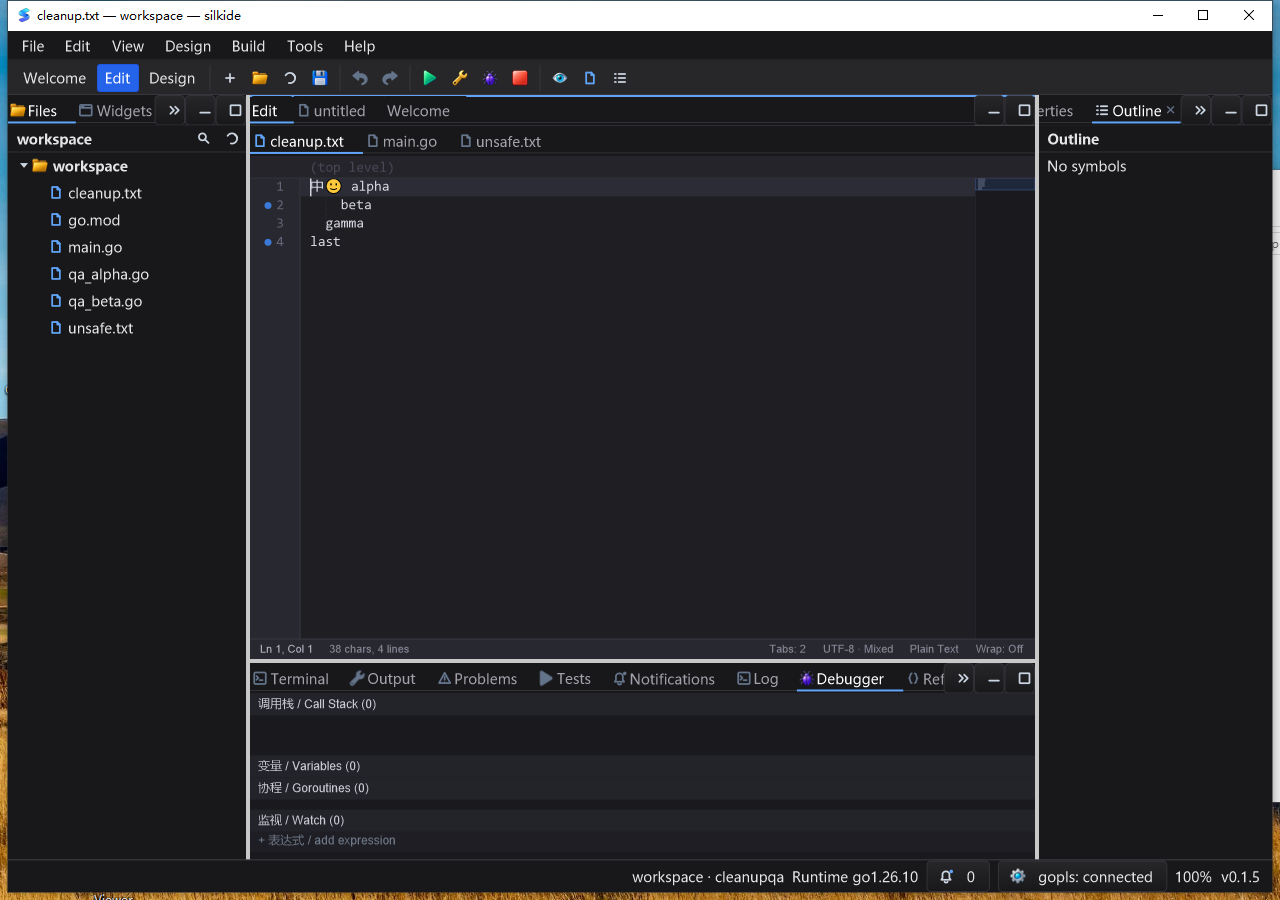 cleanup.txt — workspace — silkide
File Edit View Design Build Tools Help
Welcome Edit Design
Files Widgets
Edit untitled Welcome
erties Outline
workspace
cleanup.txt main.go unsafe.txt
Outline
workspace
No symbols
cleanup.txt
go.mod
main.go
qa_alpha.go
qa_beta.go
unsafe.txt
(top level)
1 中🙂 alpha
2 beta
3 gamma
4 last
Ln 1, Col 1 38 chars, 4 lines Tabs: 2 UTF-8 · Mixed Plain Text Wrap: Off
Terminal Output Problems Tests Notifications Log Debugger Ref
调用栈 / Call Stack (0)
变量 / Variables (0)
协程 / Goroutines (0)
监视 / Watch (0)
+ 表达式 / add expression
workspace · cleanupqa Runtime go1.26.10 0 gopls: connected 100% v0.1.5